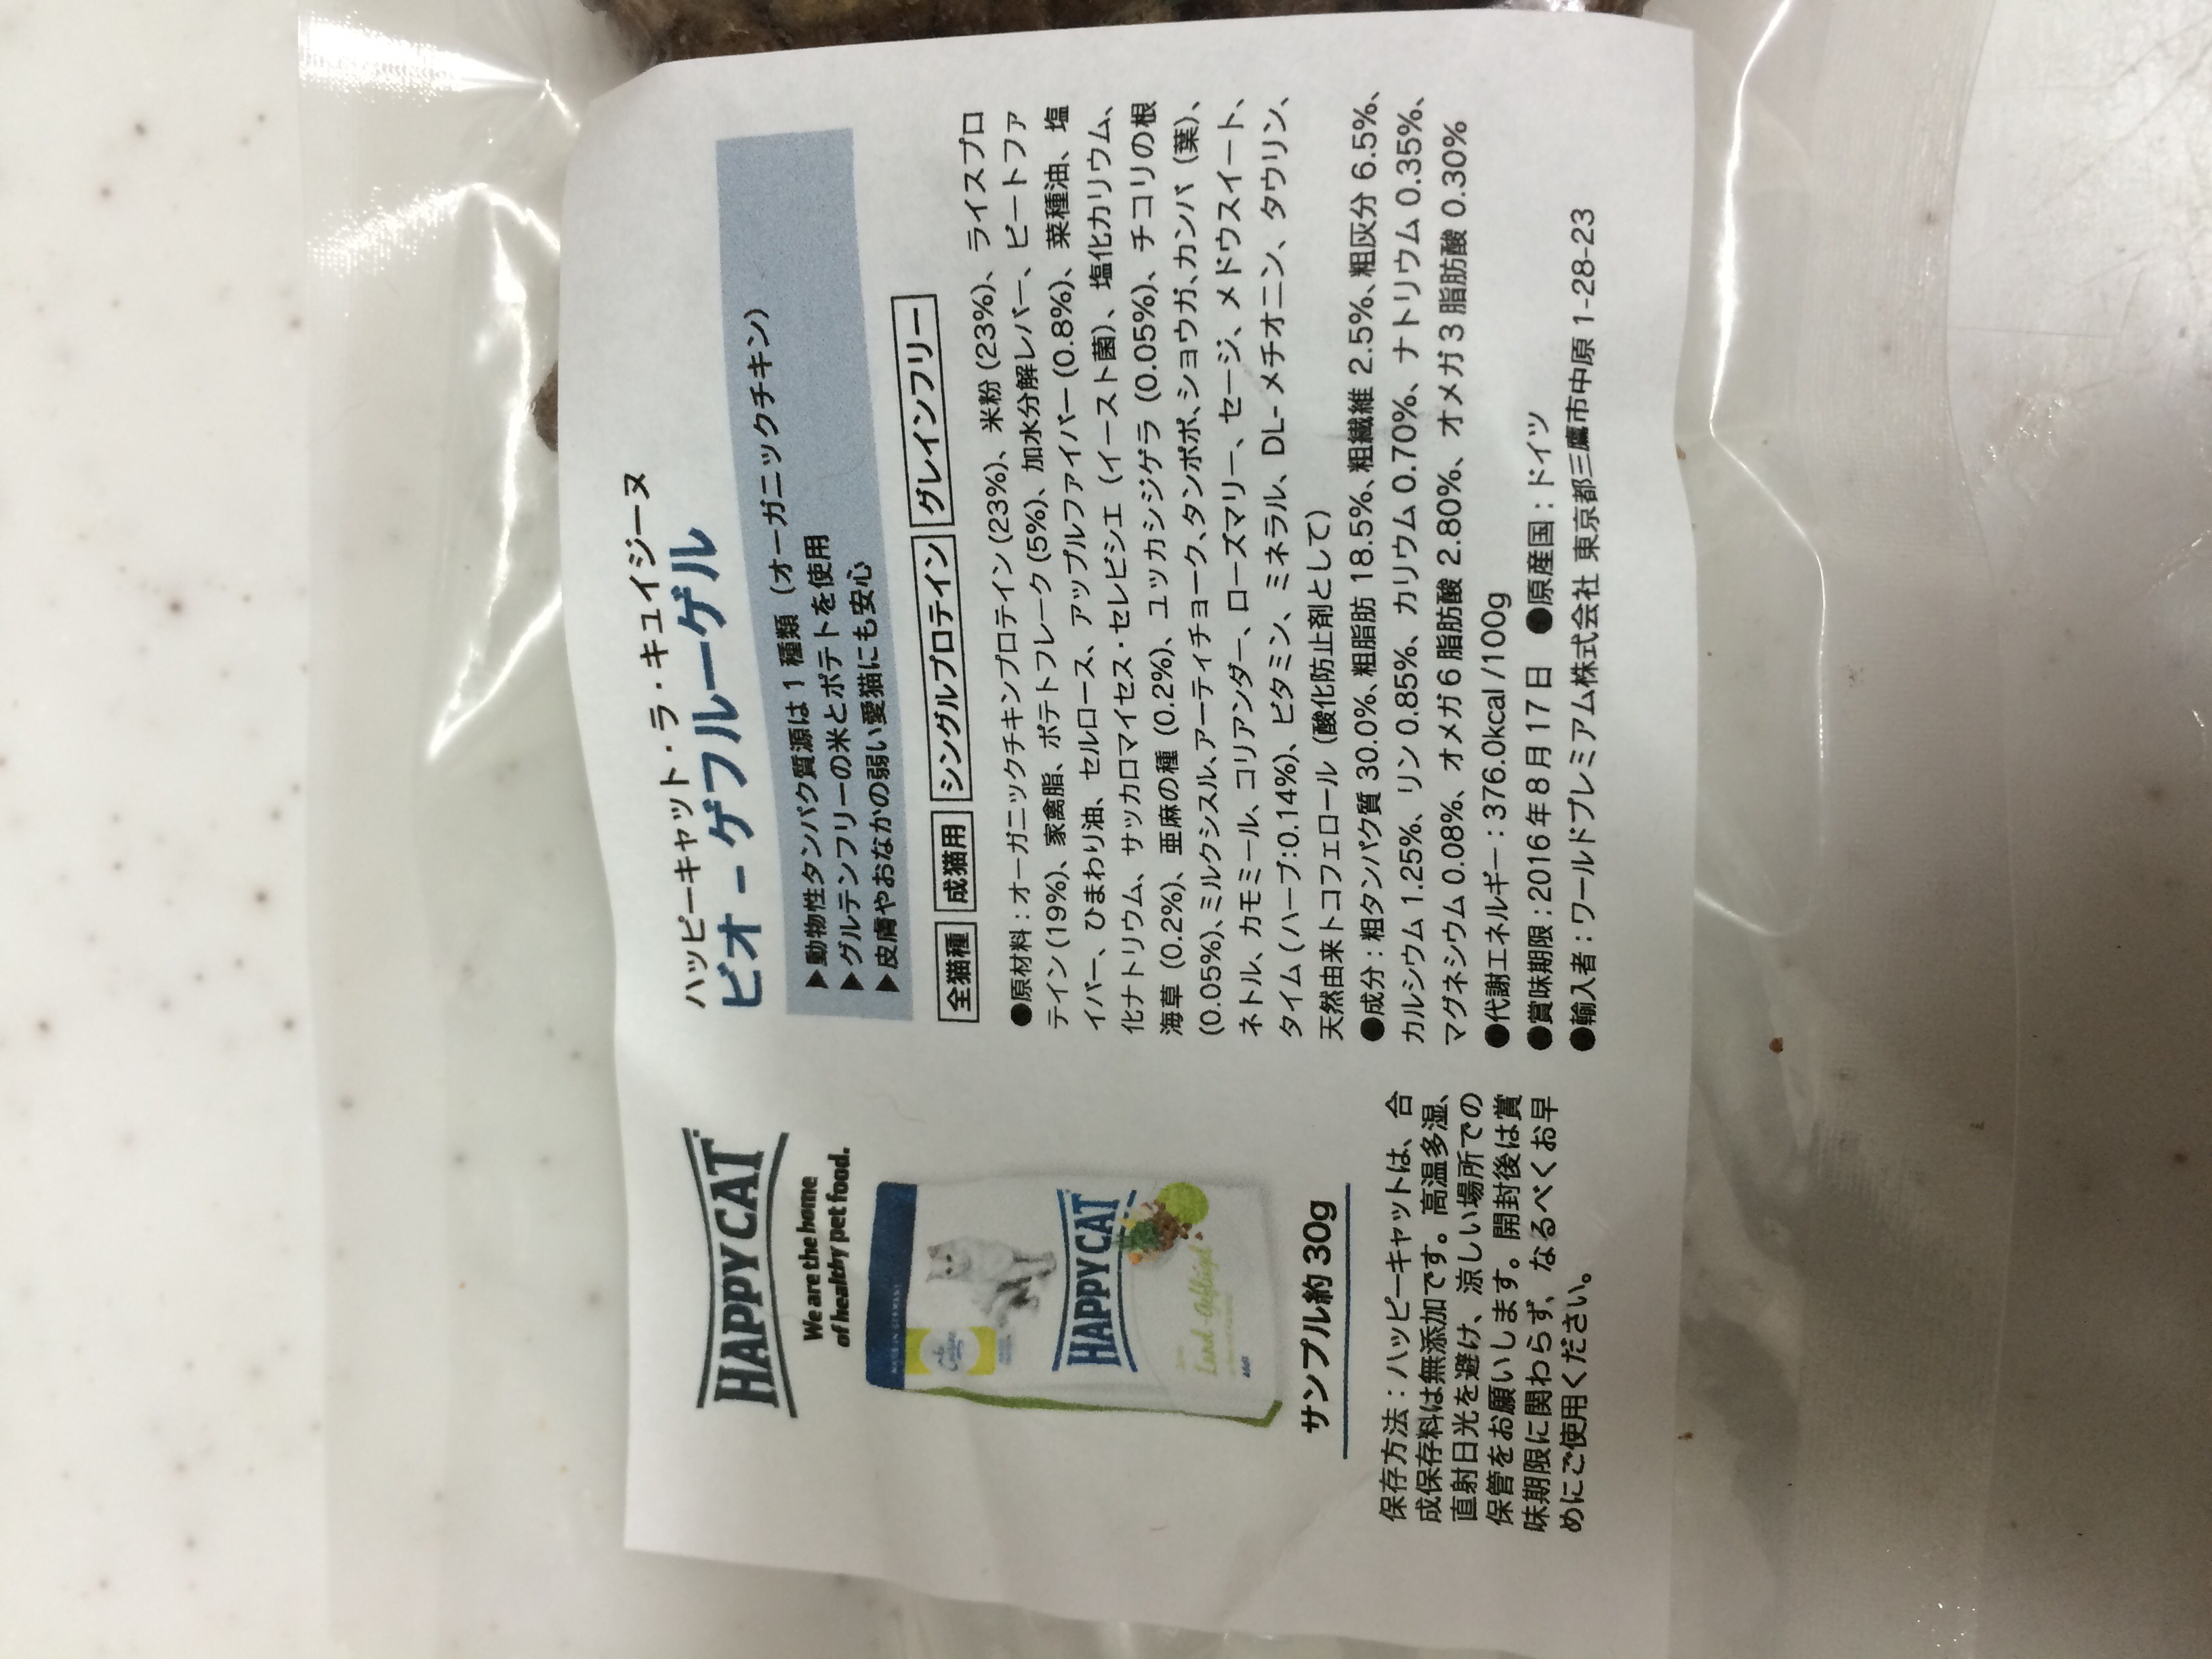 HAPPY CAT
We are the home
of healthy pet food.
MADE IN GERMANY
HAPPY CAT
Land-Geflügel
サンプル約 30g
保存方法：ハッピーキャットは、合
成保存料は無添加です。高温多湿、
直射日光を避け、涼しい場所での
保管をお願いします。開封後は賞
味期限に関わらず、なるべくお早
めにご使用ください。
ハッピーキャット・ラ・キュイジーヌ
ビオ – ゲフルーゲル
▶動物性タンパク質源は 1 種類（オーガニックチキン）
▶グルテンフリーの米とポテトを使用
▶皮膚やおなかの弱い愛猫にも安心
全猫種 成猫用 シングルプロテイン グレインフリー
●原材料：オーガニックチキンプロテイン (23%)、米粉 (23%)、ライスプロ
テイン (19%)、家禽脂、ポテトフレーク (5%)、加水分解レバー、ビートファ
イバー、ひまわり油、セルロース、アップルファイバー (0.8%)、菜種油、塩
化ナトリウム、サッカロマイセス・セレビシエ（イースト菌）、塩化カリウム、
海草 (0.2%)、亜麻の種 (0.2%)、ユッカシジゲラ (0.05%)、チコリの根
(0.05%)、ミルクシスル、アーティチョーク、タンポポ、ショウガ、カンバ（葉）、
ネトル、カモミール、コリアンダー、ローズマリー、セージ、メドウスイート、
タイム ( ハーブ:0.14%)、ビタミン、ミネラル、DL- メチオニン、タウリン、
天然由来トコフェロール（酸化防止剤として）
●成分：粗タンパク質 30.0%、粗脂肪 18.5%、粗繊維 2.5%、粗灰分 6.5%、
カルシウム 1.25%、リン 0.85%、カリウム 0.70%、ナトリウム 0.35%、
マグネシウム 0.08%、オメガ 6 脂肪酸 2.80%、オメガ 3 脂肪酸 0.30%
●代謝エネルギー：376.0kcal /100g
●賞味期限：2016 年 8 月 17 日 ●原産国：ドイツ
●輸入者：ワールドプレミアム株式会社 東京都三鷹市中原 1-28-23